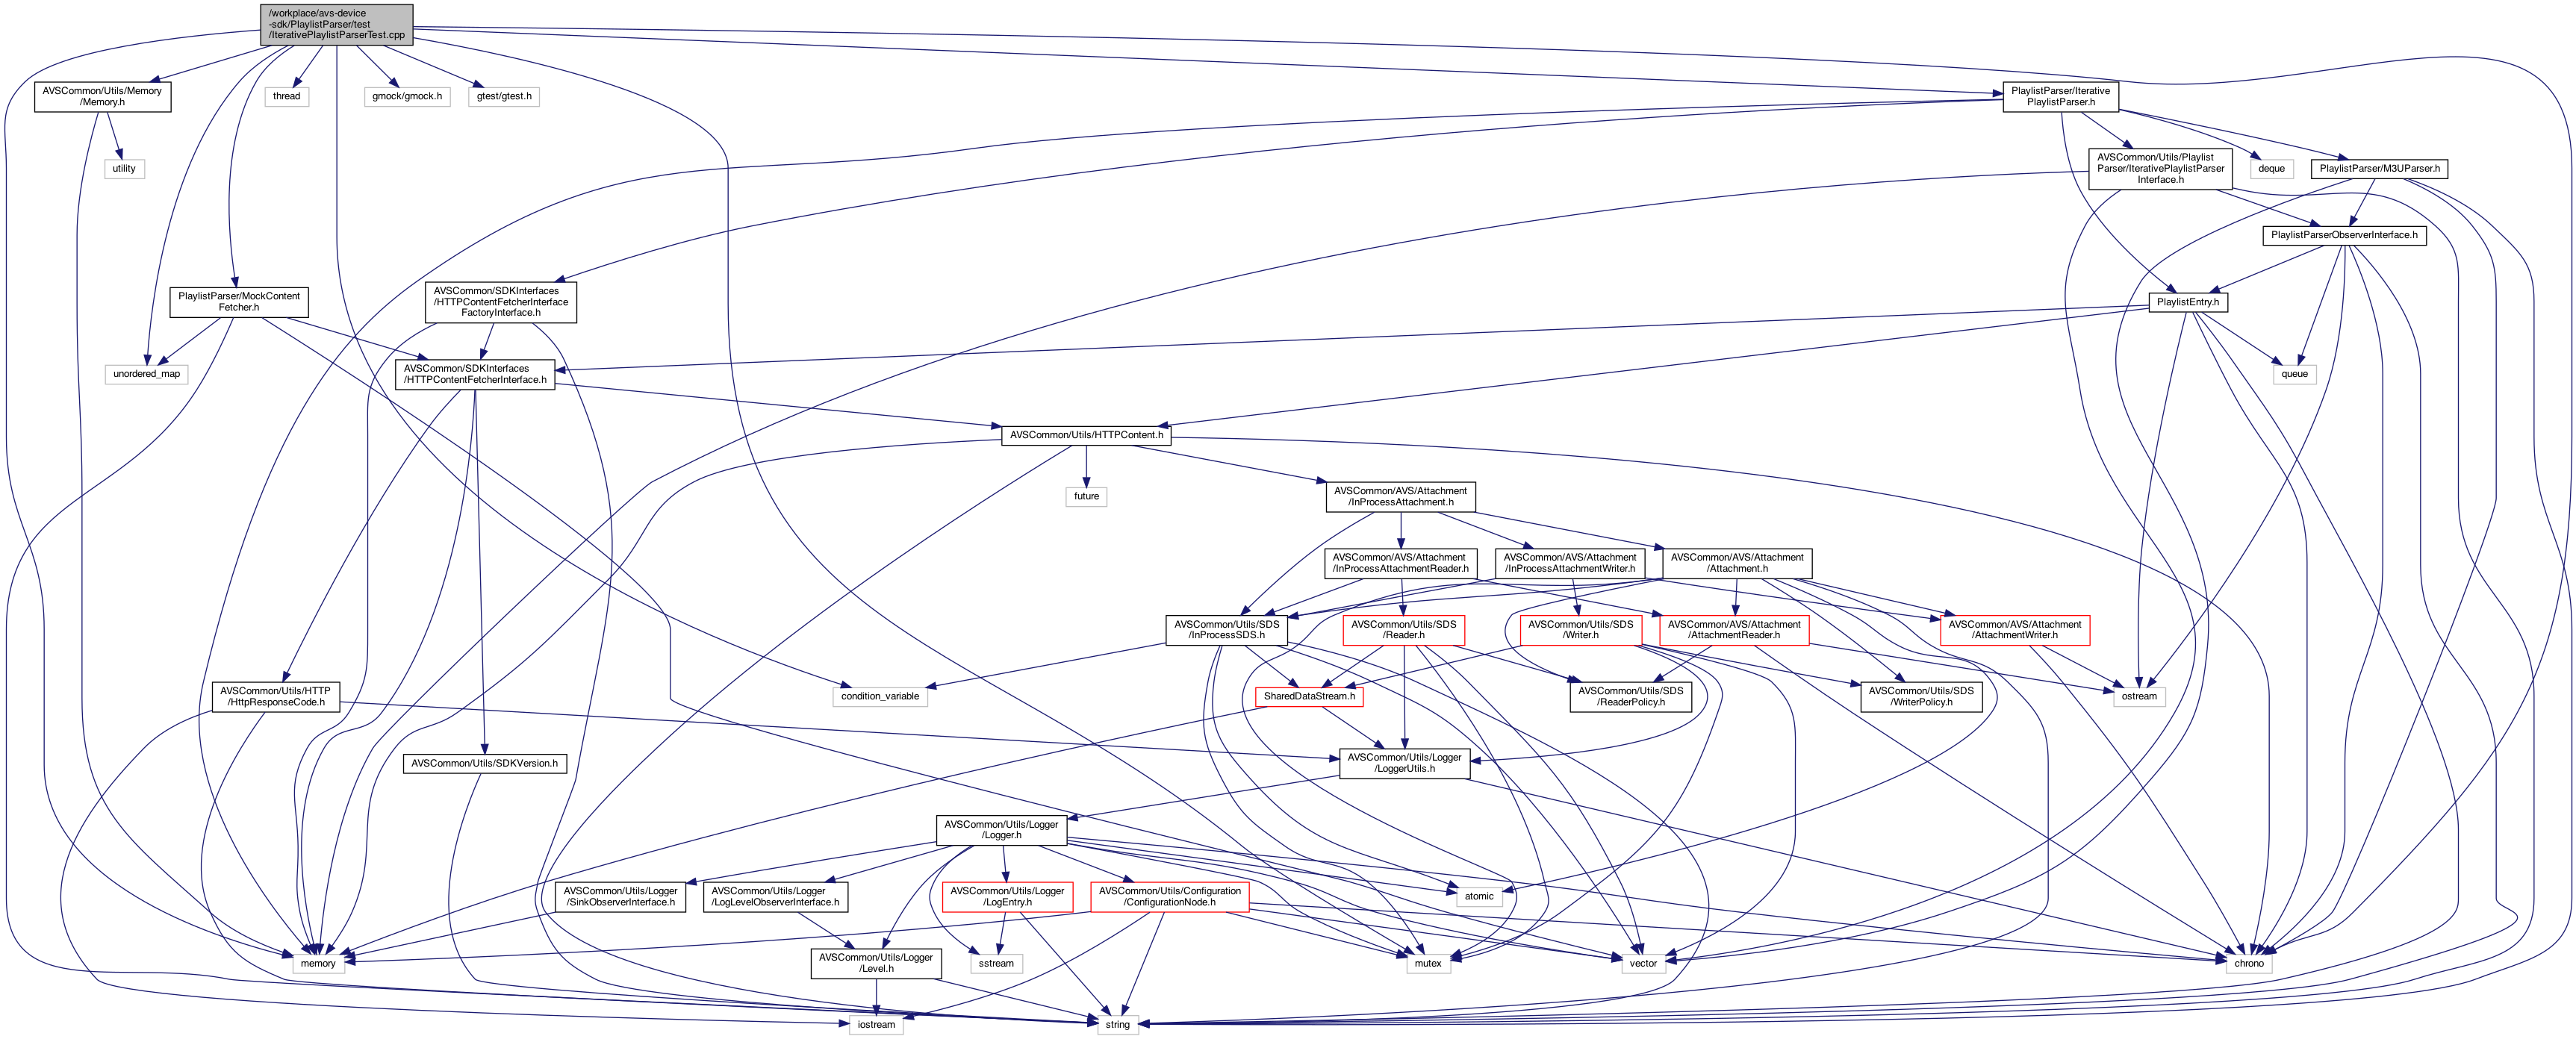 /workplace/avs-device
-sdk/PlaylistParser/test
/IterativePlaylistParserTest.cpp
AVSCommon/Utils/Memory
/Memory.h
thread
gmock/gmock.h
gtest/gtest.h
PlaylistParser/Iterative
PlaylistParser.h
utility
AVSCommon/Utils/Playlist
Parser/IterativePlaylistParser
Interface.h
deque
PlaylistParser/M3UParser.h
PlaylistParserObserverInterface.h
PlaylistParser/MockContent
Fetcher.h
AVSCommon/SDKInterfaces
/HTTPContentFetcherInterface
FactoryInterface.h
PlaylistEntry.h
unordered_map
AVSCommon/SDKInterfaces
/HTTPContentFetcherInterface.h
queue
AVSCommon/Utils/HTTPContent.h
future
AVSCommon/AVS/Attachment
/InProcessAttachment.h
AVSCommon/AVS/Attachment
/InProcessAttachmentReader.h
AVSCommon/AVS/Attachment
/InProcessAttachmentWriter.h
AVSCommon/AVS/Attachment
/Attachment.h
AVSCommon/Utils/SDS
/InProcessSDS.h
AVSCommon/Utils/SDS
/Reader.h
AVSCommon/Utils/SDS
/Writer.h
AVSCommon/AVS/Attachment
/AttachmentReader.h
AVSCommon/AVS/Attachment
/AttachmentWriter.h
AVSCommon/Utils/HTTP
/HttpResponseCode.h
condition_variable
SharedDataStream.h
AVSCommon/Utils/SDS
/ReaderPolicy.h
AVSCommon/Utils/SDS
/WriterPolicy.h
ostream
AVSCommon/Utils/SDKVersion.h
AVSCommon/Utils/Logger
/LoggerUtils.h
AVSCommon/Utils/Logger
/Logger.h
AVSCommon/Utils/Logger
/SinkObserverInterface.h
AVSCommon/Utils/Logger
/LogLevelObserverInterface.h
AVSCommon/Utils/Logger
/LogEntry.h
AVSCommon/Utils/Configuration
/ConfigurationNode.h
atomic
memory
AVSCommon/Utils/Logger
/Level.h
sstream
mutex
vector
chrono
iostream
string